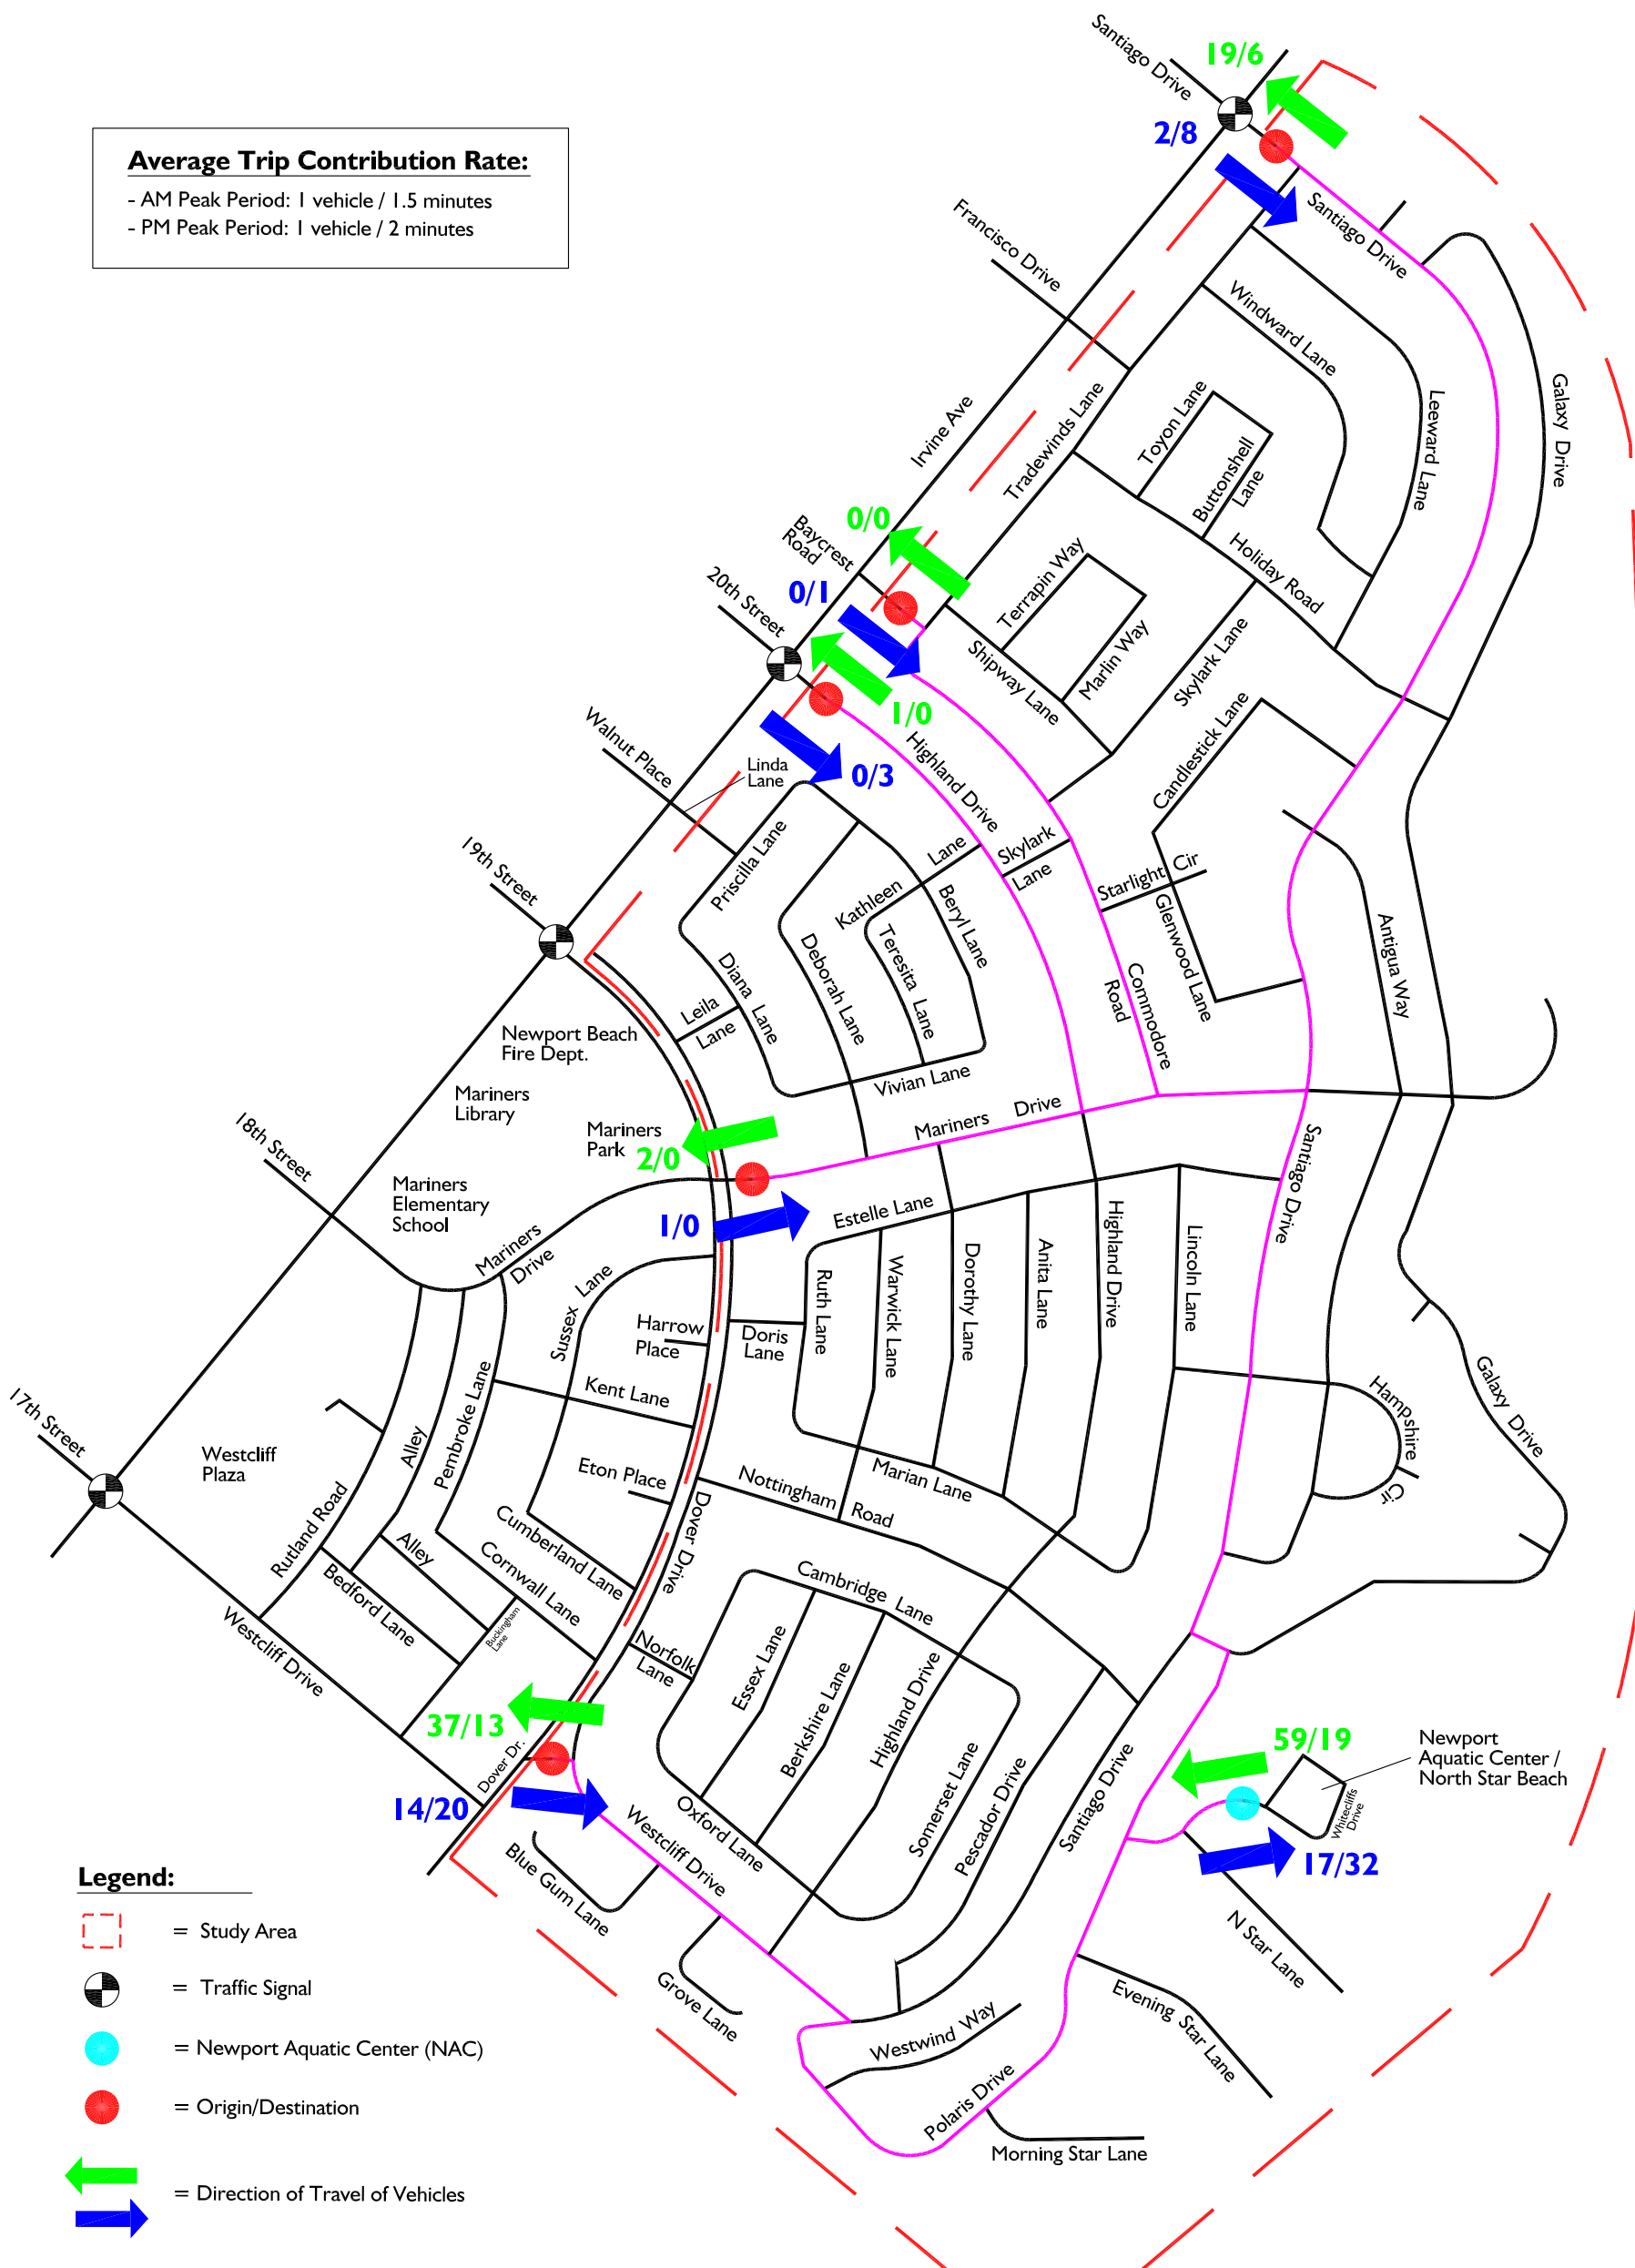 Santiago Drive
19/6
2/8
Average Trip Contribution Rate:
- AM Peak Period: 1 vehicle / 1.5 minutes
- PM Peak Period: 1 vehicle / 2 minutes
Santiago Drive
Francisco Drive
Windward Lane
Galaxy Drive
Leeward Lane
Irvine Ave
Tradewinds Lane
Toyon Lane
Buttonshell
Lane
0/0
Baycrest
Road
Holiday Road
Terrapin Way
20th Street
0/1
Marlin Way
Shipway Lane
Skylark Lane
1/0
Candlestick Lane
Walnut Place
Highland Drive
Linda
Lane
0/3
19th Street
Priscilla Lane
Kathleen Lane
Skylark
Lane
Starlight Cir
Beryl Lane
Glenwood Lane
Antigua Way
Teresita Lane
Deborah Lane
Diana Lane
Commodore
Road
Leila
Lane
Newport Beach
Fire Dept.
Vivian Lane
Mariners
Library
Mariners Drive
18th Street
Mariners
Park
2/0
Santiago Drive
Mariners
Elementary
School
1/0
Estelle Lane
Mariners
Drive
Highland Drive
Lincoln Lane
Anita Lane
Dorothy Lane
Warwick Lane
Ruth Lane
Sussex Lane
Harrow
Place
Doris
Lane
Galaxy Drive
Hampshire
Cir
Kent Lane
Pembroke Lane
17th Street
Westcliff
Plaza
Alley
Eton Place
Marian Lane
Nottingham Road
Rutland Road
Dover Drive
Cumberland Lane
Alley
Cornwall Lane
Bedford Lane
Cambridge Lane
Buckingham
Lane
Westcliff Drive
Norfolk
Lane
Essex Lane
Berkshire Lane
Highland Drive
37/13
59/19
Newport
Aquatic Center /
North Star Beach
Dover Dr.
Somerset Lane
Pescador Drive
Santiago Drive
Whitecliffs
Drive
14/20
Oxford Lane
Westcliff Drive
17/32
Blue Gum Lane
N Star Lane
Grove Lane
Evening Star Lane
Westwind Way
Polaris Drive
Morning Star Lane
Legend:
= Study Area
= Traffic Signal
= Newport Aquatic Center (NAC)
= Origin/Destination
= Direction of Travel of Vehicles